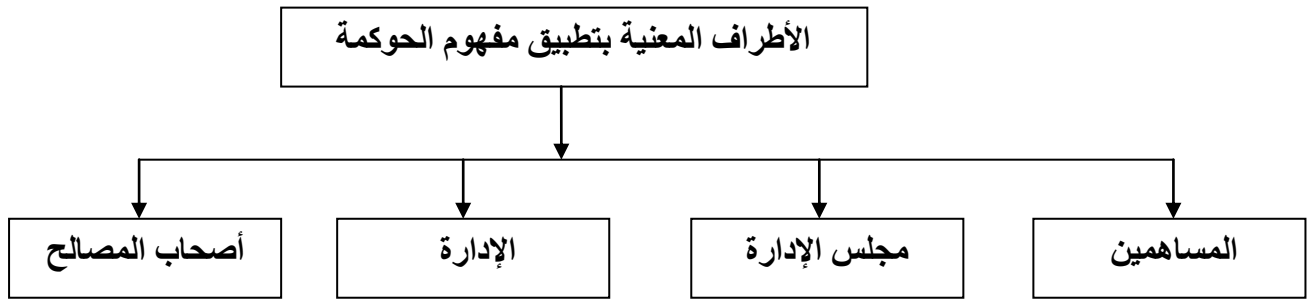 الأطراف المعنية بتطبيق مفهوم الحوكمة
المساهمين
مجلس الإدارة
الإدارة
أصحاب المصالح